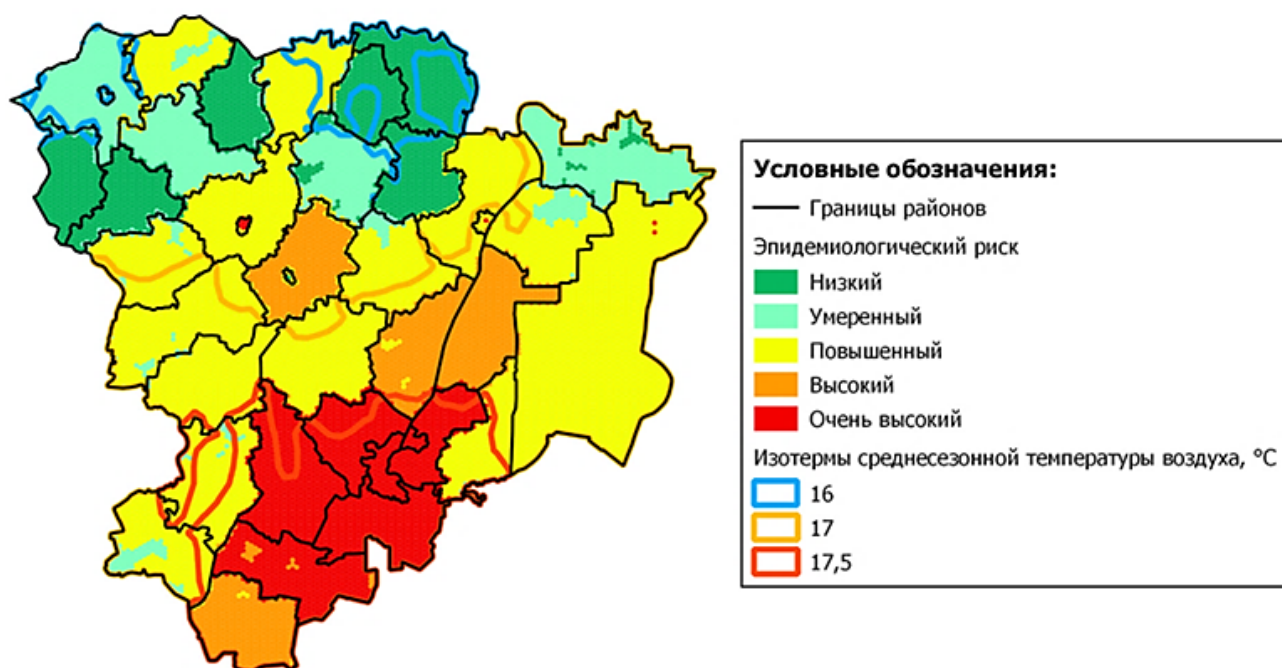 Условные обозначения:
Границы районов
Эпидемиологический риск
Низкий
Умеренный
Повышенный
Высокий
Очень высокий
Изотермы среднесезонной температуры воздуха, °C
16
17
17,5